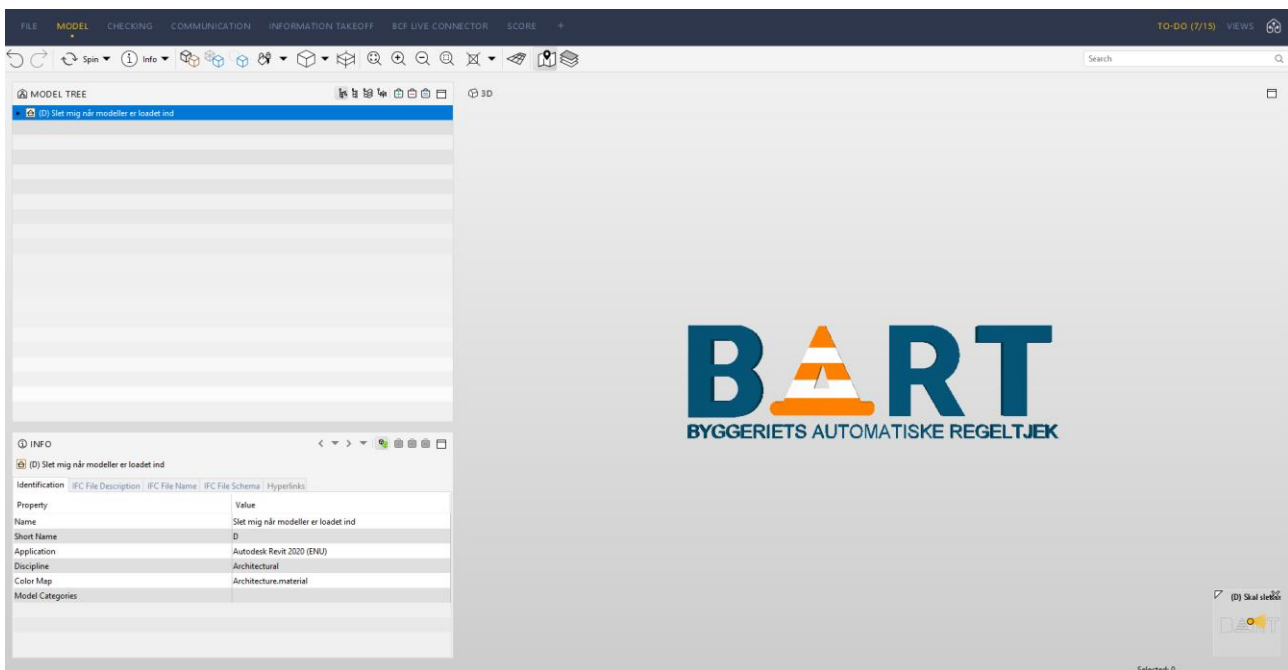 FILE MODEL CHECKING COMMUNICATION INFORMATION TAKEOFF BCF LIVE CONNECTOR SCORE + TO-DO (7/15) VIEWS
Spin Info Search
MODEL TREE
3D
(D) Slet mig når modeller er loadet ind
BART
BYGGERIETS AUTOMATISKE REGELTJEK
INFO
(D) Slet mig når modeller er loadet ind
Identification IFC File Description IFC File Name IFC File Schema Hyperlinks
Property Value
Name Slet mig når modeller er loadet ind
Short Name D
Application Autodesk Revit 2020 (ENU)
Discipline Architectural
Color Map Architecture.material
Model Categories
(D) Skal
BART
Selected: 0